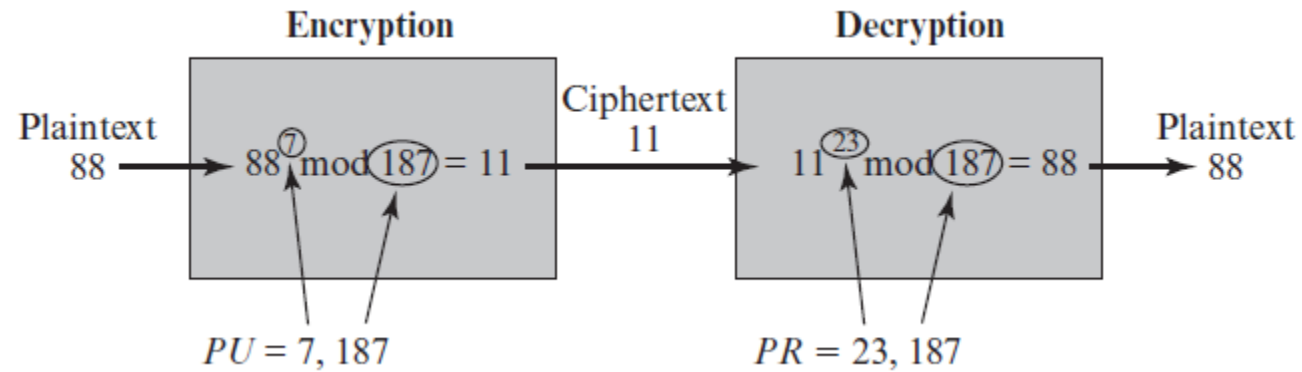 Encryption
Decryption
Plaintext
88
88^7 mod 187 = 11
Ciphertext
11
11^23 mod 187 = 88
Plaintext
88
PU = 7, 187
PR = 23, 187